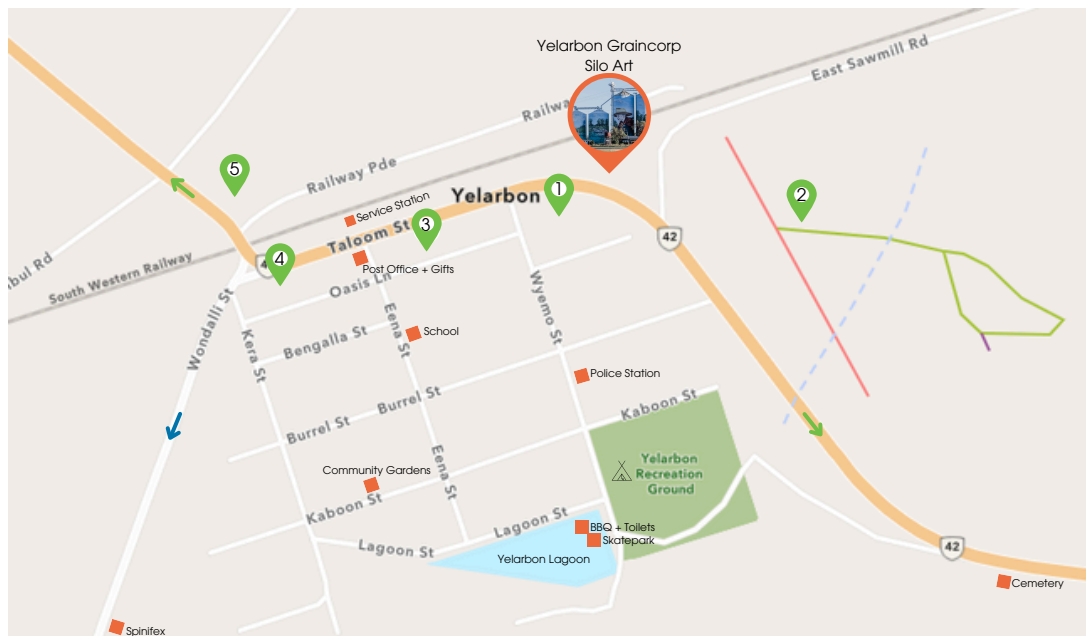 Yelarbon Graincorp
Silo Art
East Sawmill Rd
Railwa
Railway Pde
5
2
1
Yelarbon
Service Station
3
Taloom St
42
4
Post Office + Gifts
South Western Railway
bul Rd
Oasis Ln
Wondalli St
Kera St
Eena St
Wyemo St
School
Bengalla St
Police Station
Burrel St
Burrel St
Kaboon St
Yelarbon
Recreation
Ground
Eena St
Community Gardens
Kaboon St
Lagoon St
Lagoon St
BBQ + Toilets
Skatepark
Yelarbon Lagoon
42
Cemetery
Spinifex